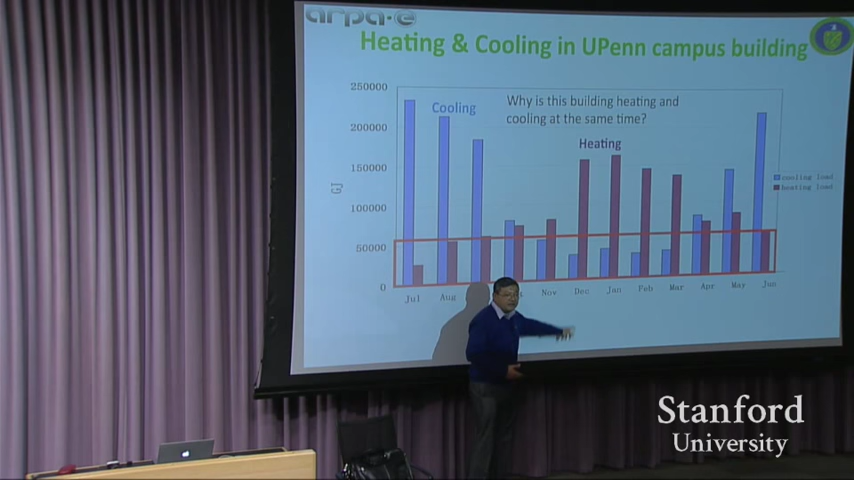 arpa·e
Heating & Cooling in UPenn campus building
250000
Cooling
Why is this building heating and
cooling at the same time?
200000
Heating
150000
cooling load
heating load
GJ
100000
50000
0
Jul
Aug
Nov
Dec
Jan
Feb
Mar
Apr
May
Jun
Stanford
University